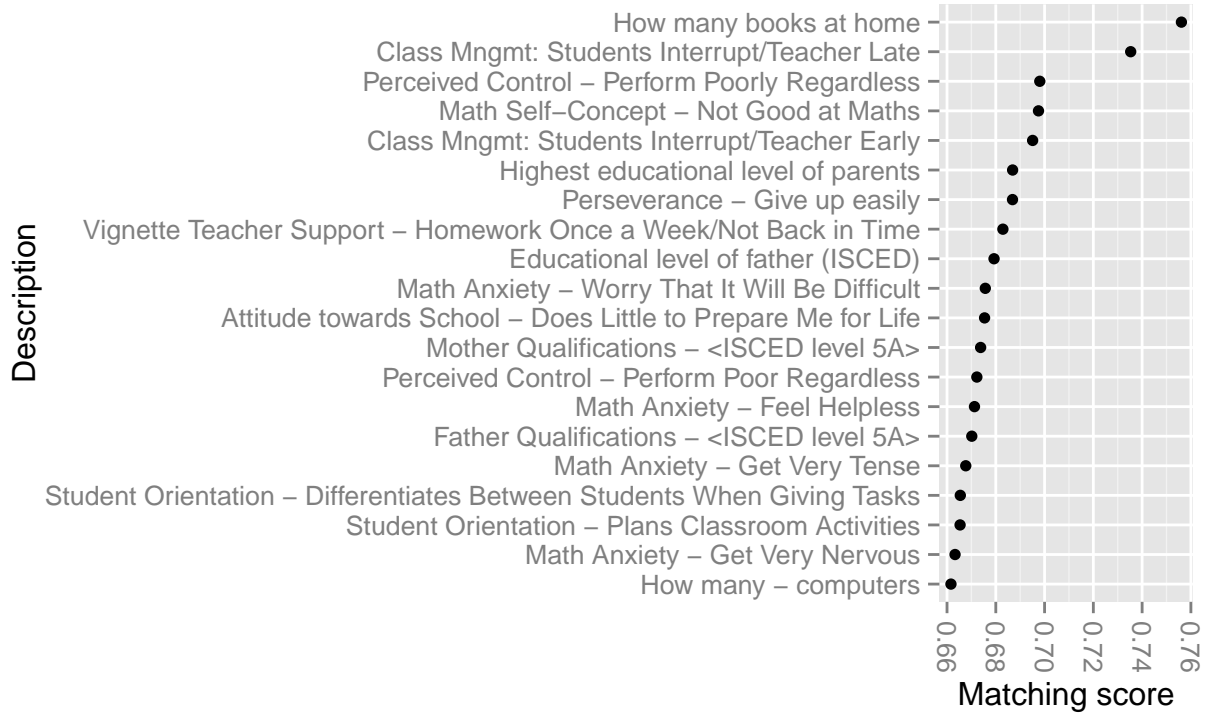 How many books at home
Class Mngmt: Students Interrupt/Teacher Late
Perceived Control − Perform Poorly Regardless
Math Self−Concept − Not Good at Maths
Class Mngmt: Students Interrupt/Teacher Early
Highest educational level of parents
Perseverance − Give up easily
Vignette Teacher Support − Homework Once a Week/Not Back in Time
Educational level of father (ISCED)
Math Anxiety − Worry That It Will Be Difficult
Attitude towards School − Does Little to Prepare Me for Life
Mother Qualifications − <ISCED level 5A>
Perceived Control − Perform Poor Regardless
Math Anxiety − Feel Helpless
Father Qualifications − <ISCED level 5A>
Math Anxiety − Get Very Tense
Student Orientation − Differentiates Between Students When Giving Tasks
Student Orientation − Plans Classroom Activities
Math Anxiety − Get Very Nervous
How many − computers
Description
0.66
0.68
0.70
0.72
0.74
0.76
Matching score